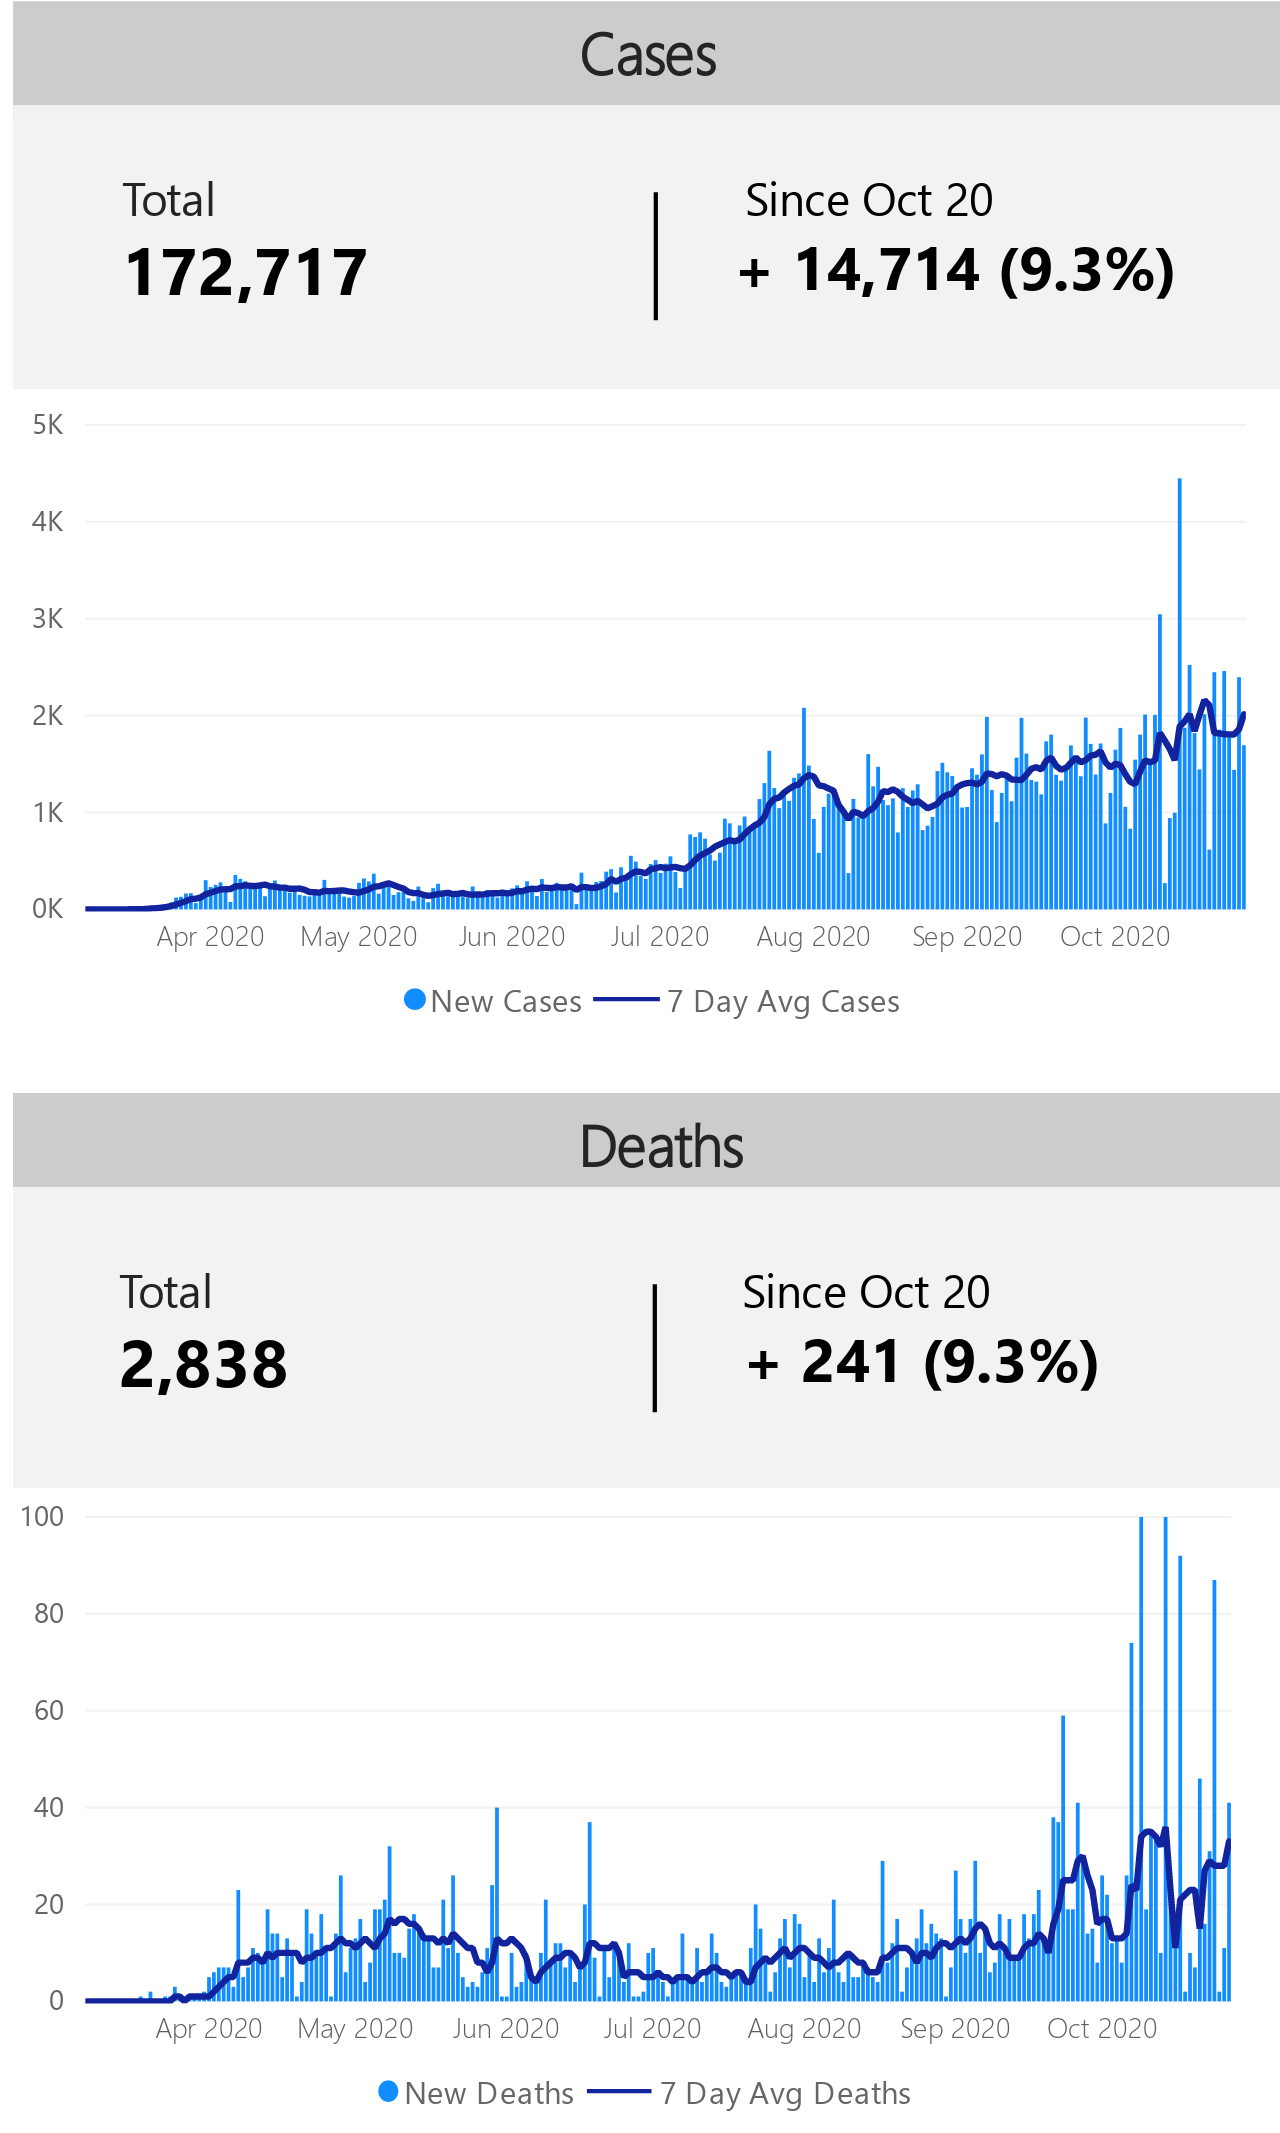 Cases
Total
Since Oct 20
172,717
+ 14,714 (9.3%)
5K
4K
3K
2K
1K
0K
Apr 2020 May 2020 Jun 2020 Jul 2020 Aug 2020 Sep 2020 Oct 2020
New Cases 7 Day Avg Cases
Deaths
Total
Since Oct 20
2,838
+ 241 (9.3%)
100
80
60
40
20
0
Apr 2020 May 2020 Jun 2020 Jul 2020 Aug 2020 Sep 2020 Oct 2020
New Deaths 7 Day Avg Deaths